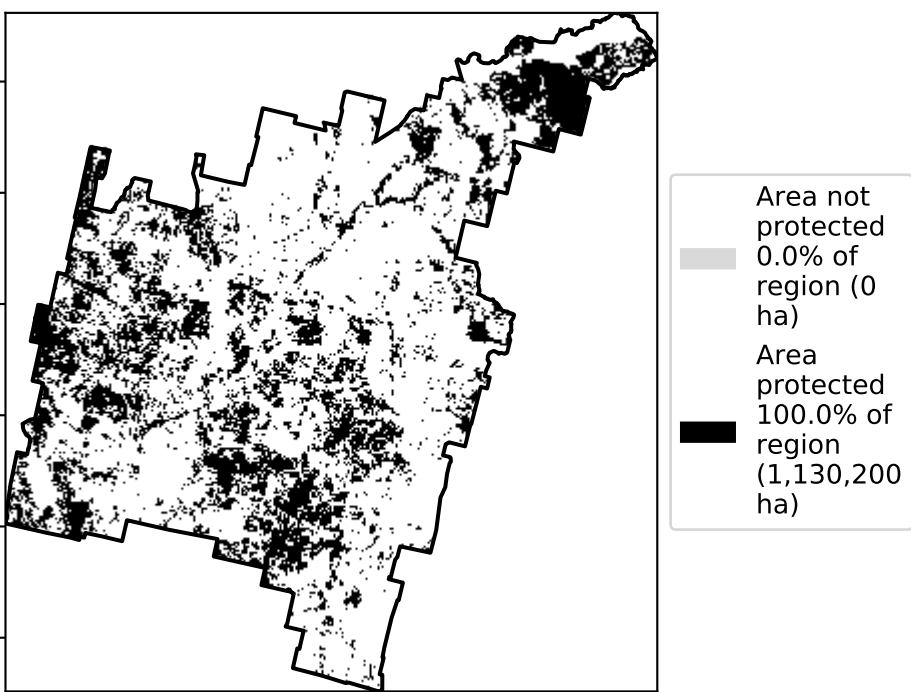 Area not
protected
0.0% of
region (0
ha)
Area
protected
100.0% of
region
(1,130,200
ha)